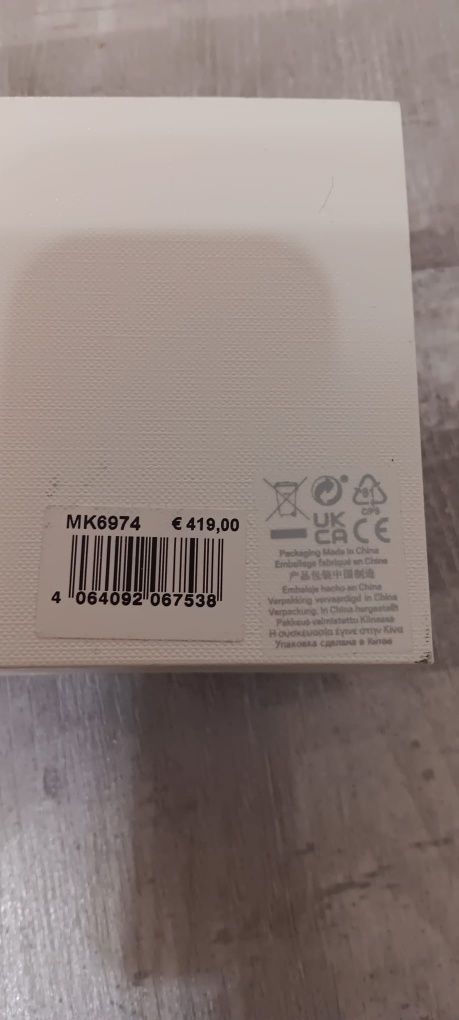 MK6974 € 419,00
4 064092 067538
UK
CA CE
Packaging Made in China
Emballage fabriqué en Chine
产品包装中国制造
Embalaje hecho en China
Verpakking vervaardigd in China
Verpackung. In China hergestellt
Pakkaus valmistettu Kiinassa
Η συσκευασία έγινε στην Κίνα
Упаковка сделана в Китае